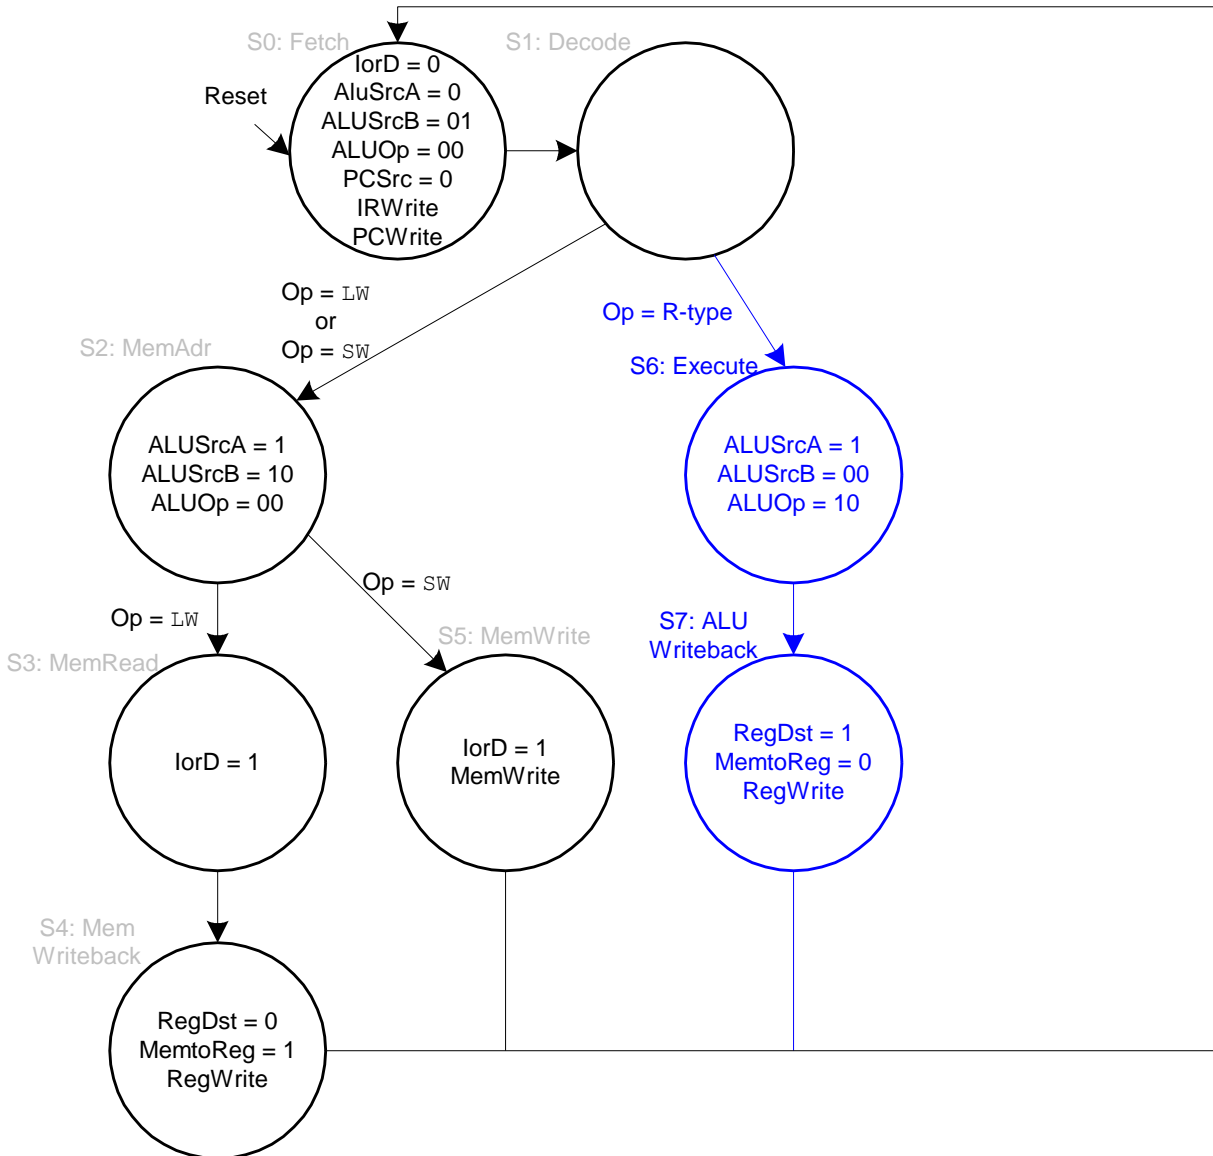 S0: Fetch
S1: Decode
Reset
IorD = 0
AluSrcA = 0
ALUSrcB = 01
ALUOp = 00
PCSrc = 0
IRWrite
PCWrite
Op = LW
or
Op = SW
Op = R-type
S2: MemAdr
S6: Execute
ALUSrcA = 1
ALUSrcB = 10
ALUOp = 00
ALUSrcA = 1
ALUSrcB = 00
ALUOp = 10
Op = LW
Op = SW
S3: MemRead
S5: MemWrite
S7: ALU
Writeback
IorD = 1
IorD = 1
MemWrite
RegDst = 1
MemtoReg = 0
RegWrite
S4: Mem
Writeback
RegDst = 0
MemtoReg = 1
RegWrite